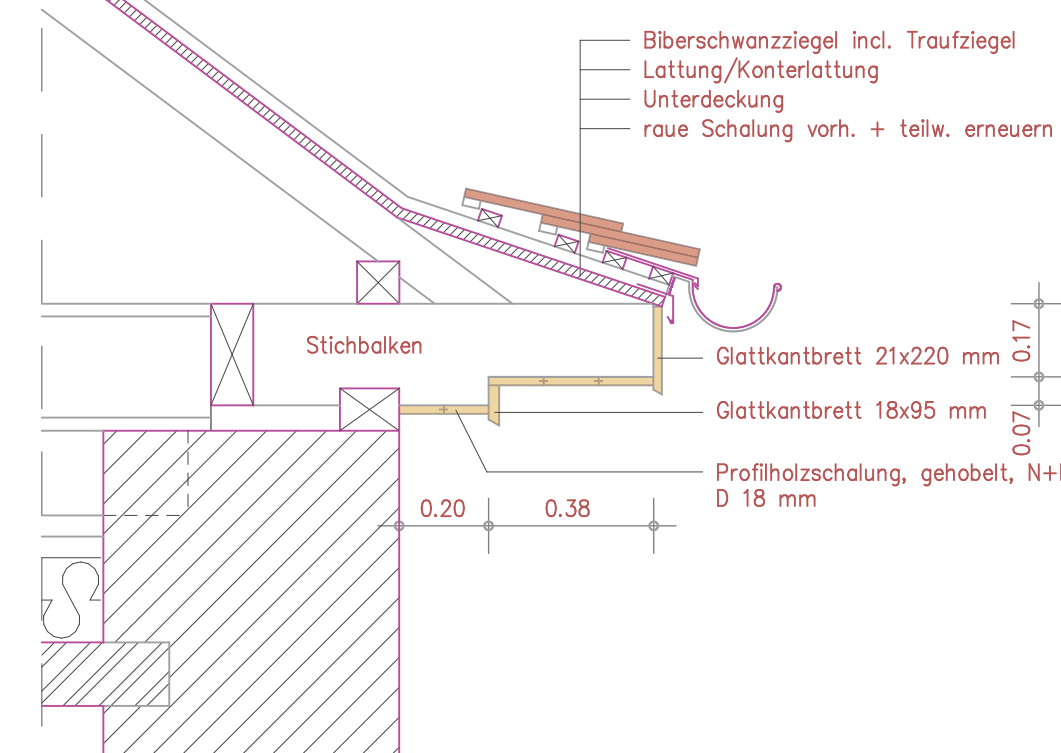 Biberschwanzziegel incl. Traufziegel
Lattung/Konterlattung
Unterdeckung
raue Schalung vorh. + teilw. erneuern
Stichbalken
Glattkantbrett 21x220 mm
0.17
Glattkantbrett 18x95 mm
0.07
Profilholzschalung, gehobelt,
D 18 mm
0.20
0.38